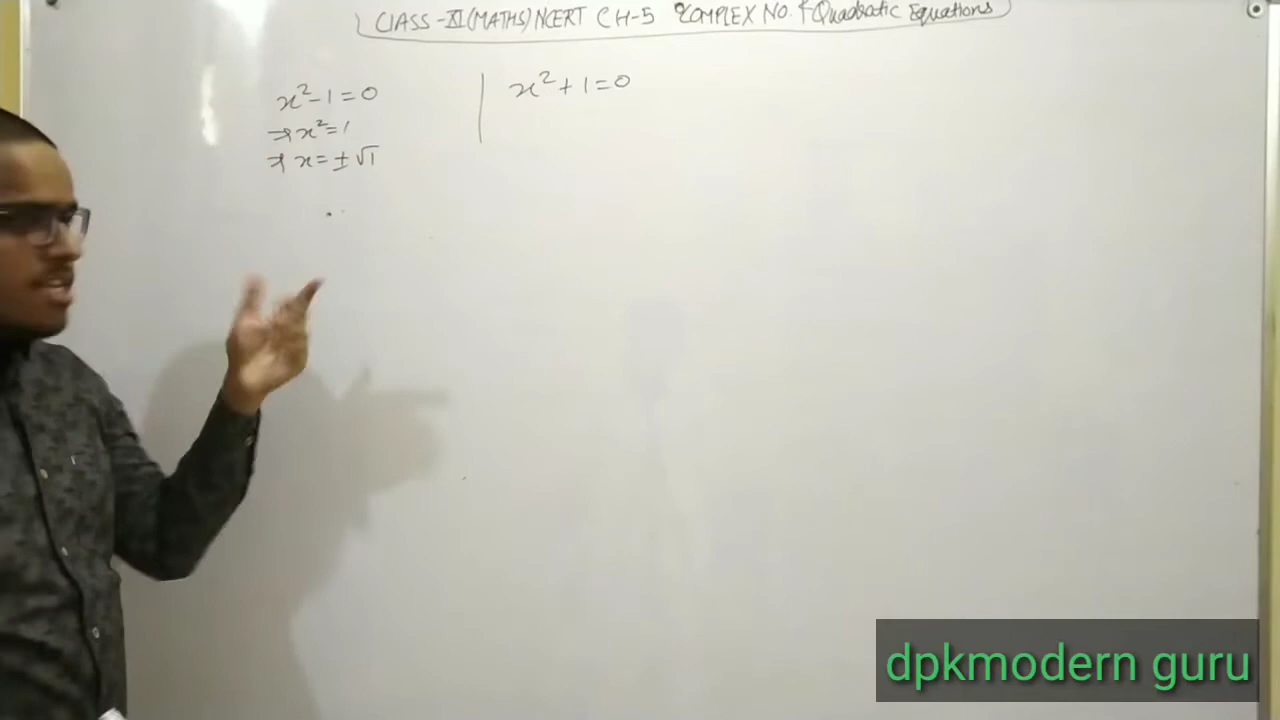 CLASS-XI(MATHS) NCERT CH-5 COMPLEX NO. & Quadratic Equations
x²-1=0
⇒ x²=1
⇒ x=±√1
x²+1=0
dpkmodern guru